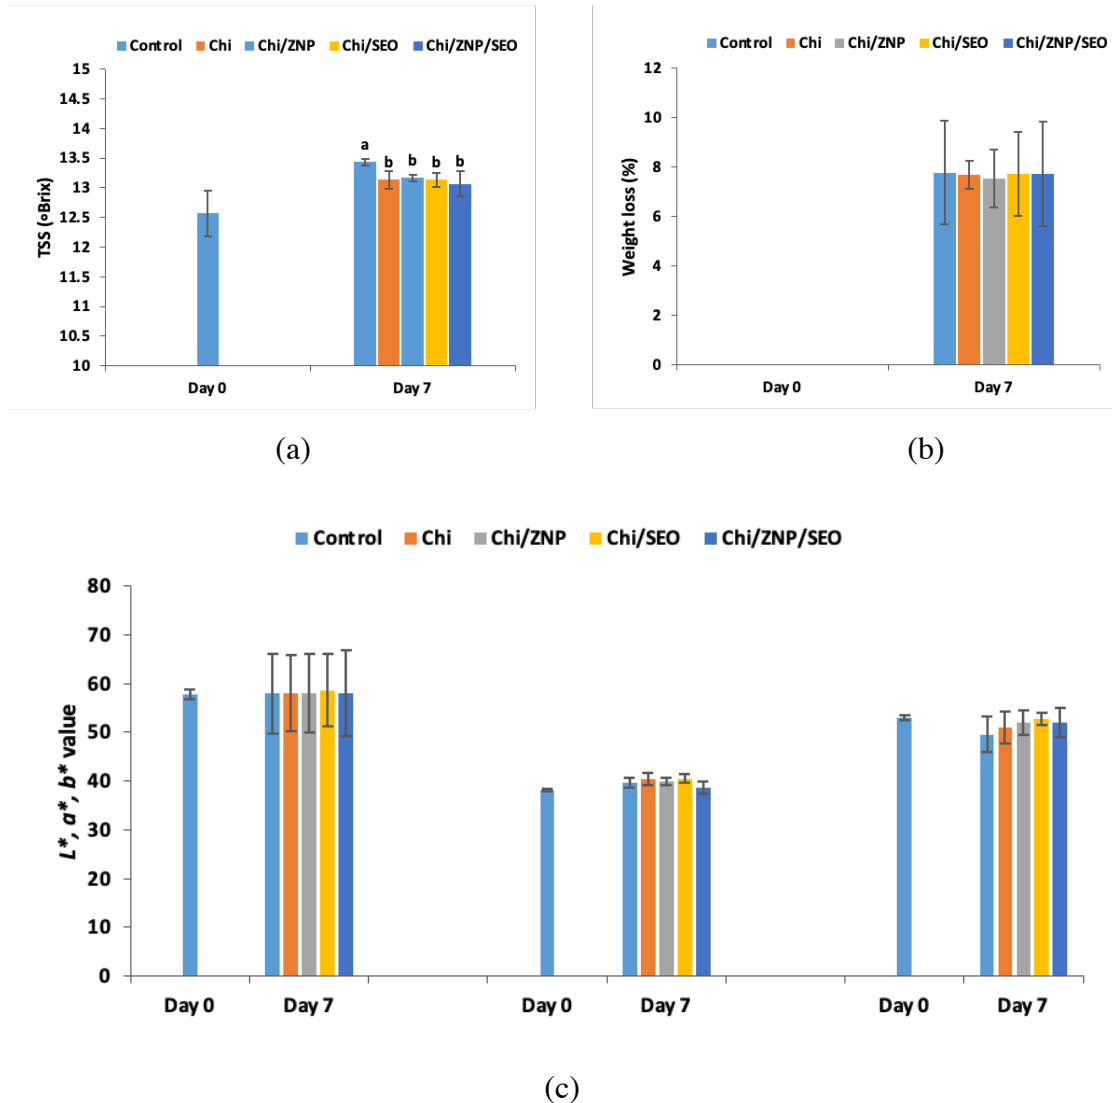 Control Chi Chi/ZNP Chi/SEO Chi/ZNP/SEO
TSS (∘Brix)
15
14.5
14
13.5
13
12.5
12
11.5
11
10.5
10
a b b b b
Day 0 Day 7
(a)
Control Chi Chi/ZNP Chi/SEO Chi/ZNP/SEO
Weight loss (%)
12
10
8
6
4
2
0
Day 0 Day 7
(b)
Control Chi Chi/ZNP Chi/SEO Chi/ZNP/SEO
L*, a*, b* value
80
70
60
50
40
30
20
10
0
Day 0 Day 7 Day 0 Day 7 Day 0 Day 7
(c)